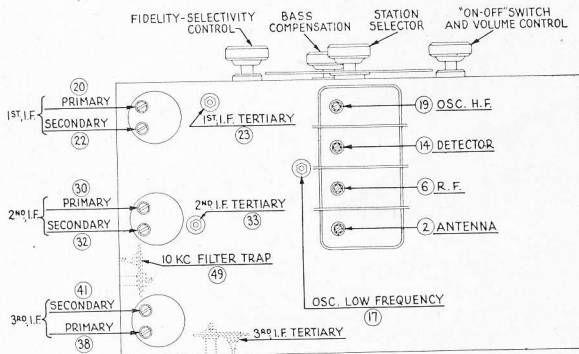 FIDELITY-SELECTIVITY
CONTROL
BASS
COMPENSATION
STATION
SELECTOR
"ON-OFF" SWITCH
AND VOLUME CONTROL
20
1ST, I.F.
PRIMARY
SECONDARY
22
1ST, I.F. TERTIARY
23
19 OSC. H.F.
14 DETECTOR
6 R.F.
2 ANTENNA
30
2ND, I.F.
PRIMARY
SECONDARY
32
2ND I.F. TERTIARY
33
10 KC FILTER TRAP
49
OSC. LOW FREQUENCY
17
41
3RD, I.F.
SECONDARY
PRIMARY
38
3RD, I.F. TERTIARY